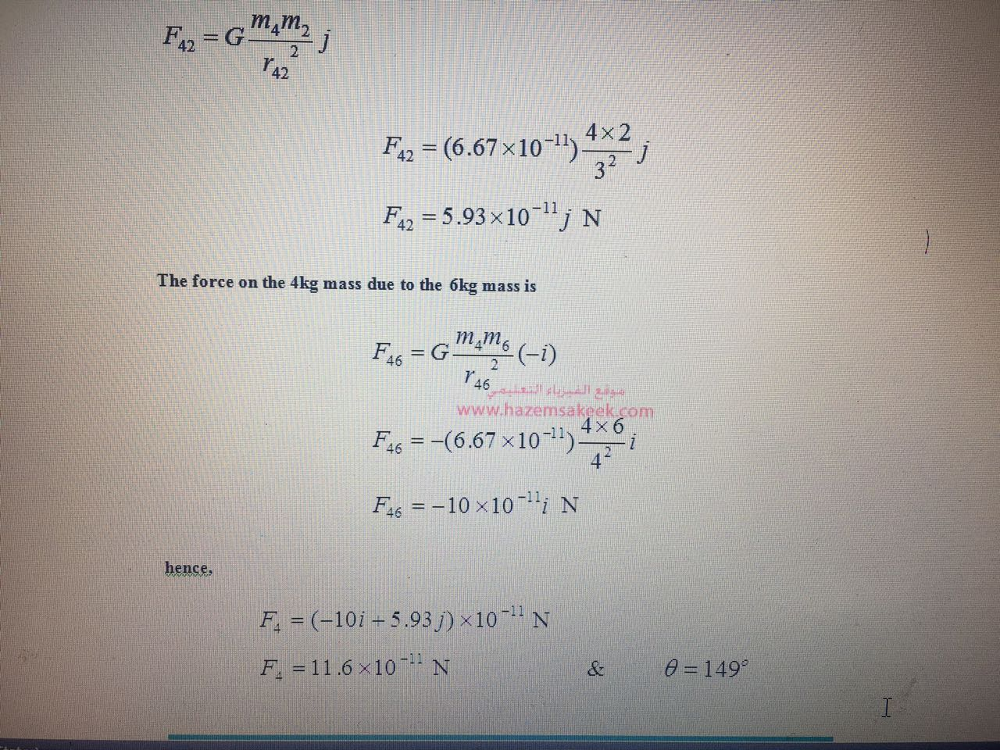 F₄₂ = G m₄m₂ / r₄₂² j
F₄₂ = (6.67×10⁻¹¹) 4×2 / 3² j
F₄₂ = 5.93×10⁻¹¹ j N
The force on the 4kg mass due to the 6kg mass is
F₄₆ = G m₄m₆ / r₄₆² (−i)
موقع الفيزياء التعليمي
www.hazemsakeek.com
F₄₆ = −(6.67×10⁻¹¹) 4×6 / 4² i
F₄₆ = −10×10⁻¹¹ i N
hence,
F₄ = (−10i + 5.93j)×10⁻¹¹ N
F₄ = 11.6×10⁻¹¹ N & θ = 149°